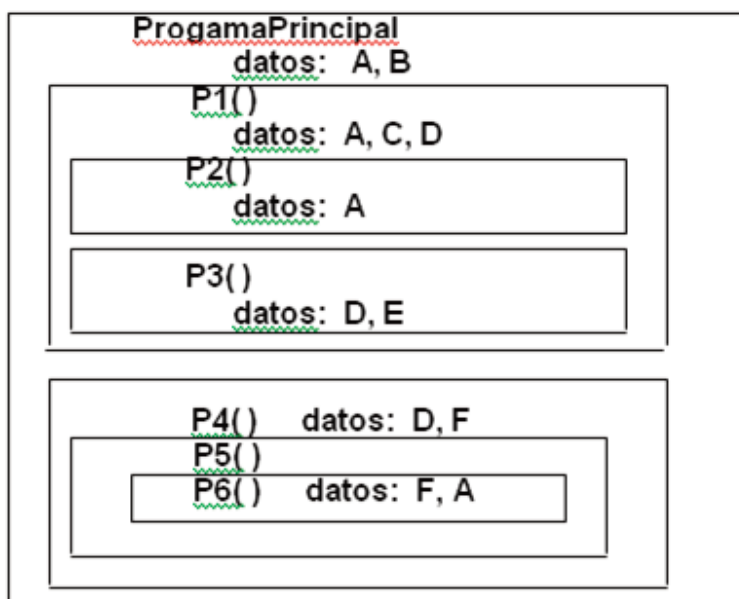 ProgamaPrincipal
datos: A, B
P1()
datos: A, C, D
P2()
datos: A
P3( )
datos: D, E
P4( ) datos: D, F
P5( )
P6( ) datos: F, A